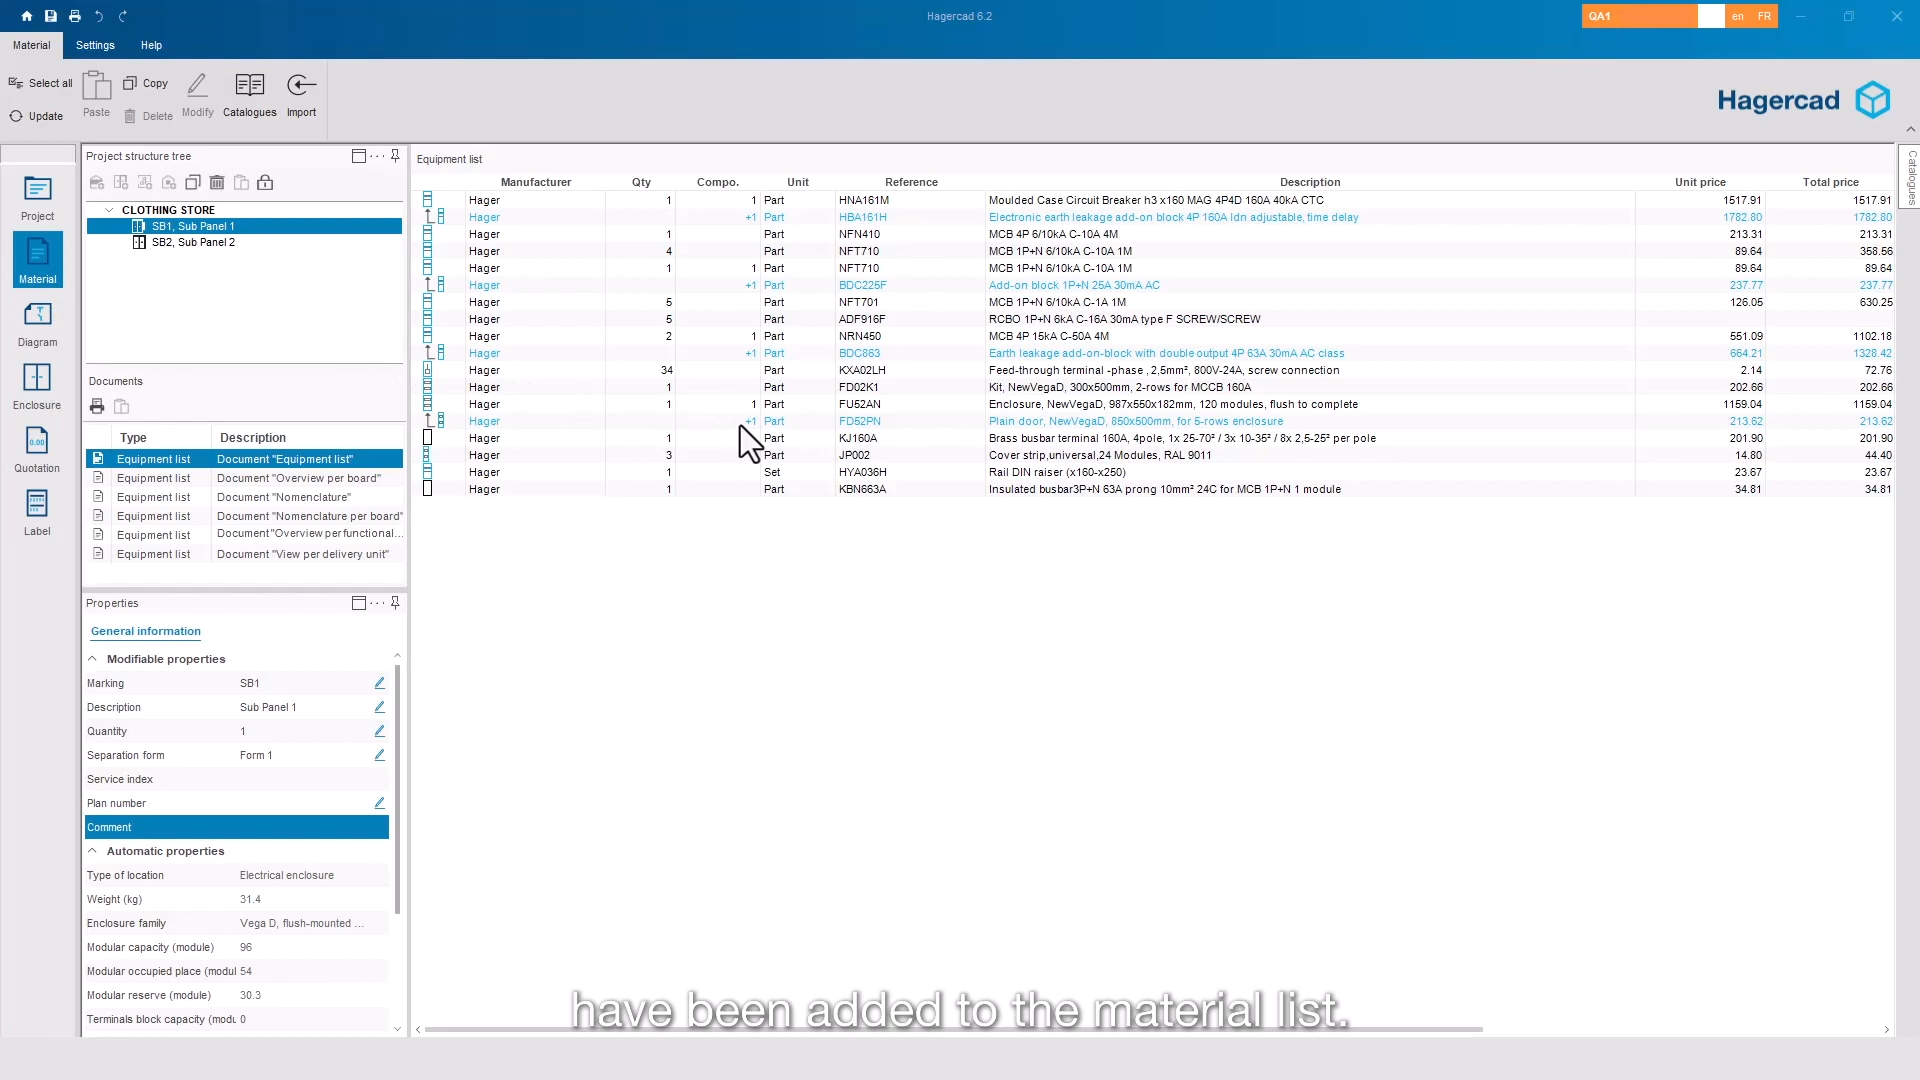 Hagercad 6.2
QA1
en FR
Material Settings Help
Select all
Update
Paste
Copy
Delete
Modify
Catalogues
Import
Hagercad
Catalogues
Project
Material
Diagram
Enclosure
Quotation
Label
Project structure tree
CLOTHING STORE
SB1, Sub Panel 1
SB2, Sub Panel 2
Documents
Type Description
Equipment list Document "Equipment list"
Equipment list Document "Overview per board"
Equipment list Document "Nomenclature"
Equipment list Document "Nomenclature per board"
Equipment list Document "Overview per functional...
Equipment list Document "View per delivery unit"
Properties
General information
Modifiable properties
Marking SB1
Description Sub Panel 1
Quantity 1
Separation form Form 1
Service index
Plan number
Comment
Automatic properties
Type of location Electrical enclosure
Weight (kg) 31.4
Enclosure family Vega D, flush-mounted ...
Modular capacity (module) 96
Modular occupied place (modul 54
Modular reserve (module) 30.3
Terminals block capacity (modu 0
Equipment list
Manufacturer Qty Compo. Unit Reference Description Unit price Total price
Hager 1 1 Part HNA161M Moulded Case Circuit Breaker h3 x160 MAG 4P4D 160A 40kA CTC 1517.91 1517.91
Hager +1 Part HBA161H Electronic earth leakage add-on block 4P 160A Idn adjustable, time delay 1782.80 1782.80
Hager 1 Part NFN410 MCB 4P 6/10kA C-10A 4M 213.31 213.31
Hager 4 Part NFT710 MCB 1P+N 6/10kA C-10A 1M 89.64 358.56
Hager 1 1 Part NFT710 MCB 1P+N 6/10kA C-10A 1M 89.64 89.64
Hager +1 Part BDC225F Add-on block 1P+N 25A 30mA AC 237.77 237.77
Hager 5 Part NFT701 MCB 1P+N 6/10kA C-1A 1M 126.05 630.25
Hager 5 Part ADF916F RCBO 1P+N 6kA C-16A 30mA type F SCREW/SCREW
Hager 2 1 Part NRN450 MCB 4P 15kA C-50A 4M 551.09 1102.18
Hager +1 Part BDC863 Earth leakage add-on-block with double output 4P 63A 30mA AC class 664.21 1328.42
Hager 34 Part KXA02LH Feed-through terminal -phase ,2,5mm², 800V-24A, screw connection 2.14 72.76
Hager 1 Part FD02K1 Kit, NewVegaD, 300x500mm, 2-rows for MCCB 160A 202.66 202.66
Hager 1 1 Part FU52AN Enclosure, NewVegaD, 987x550x182mm, 120 modules, flush to complete 1159.04 1159.04
Hager +1 Part FD52PN Plain door, NewVegaD, 850x500mm, for 5-rows enclosure 213.62 213.62
Hager 1 Part KJ160A Brass busbar terminal 160A, 4pole, 1x 25-70² / 3x 10-35² / 8x 2,5-25² per pole 201.90 201.90
Hager 3 Part JP002 Cover strip,universal,24 Modules, RAL 9011 14.80 44.40
Hager 1 Set HYA036H Rail DIN raiser (x160-x250) 23.67 23.67
Hager 1 Part KBN663A Insulated busbar3P+N 63A prong 10mm² 24C for MCB 1P+N 1 module 34.81 34.81
have been added to the material list.